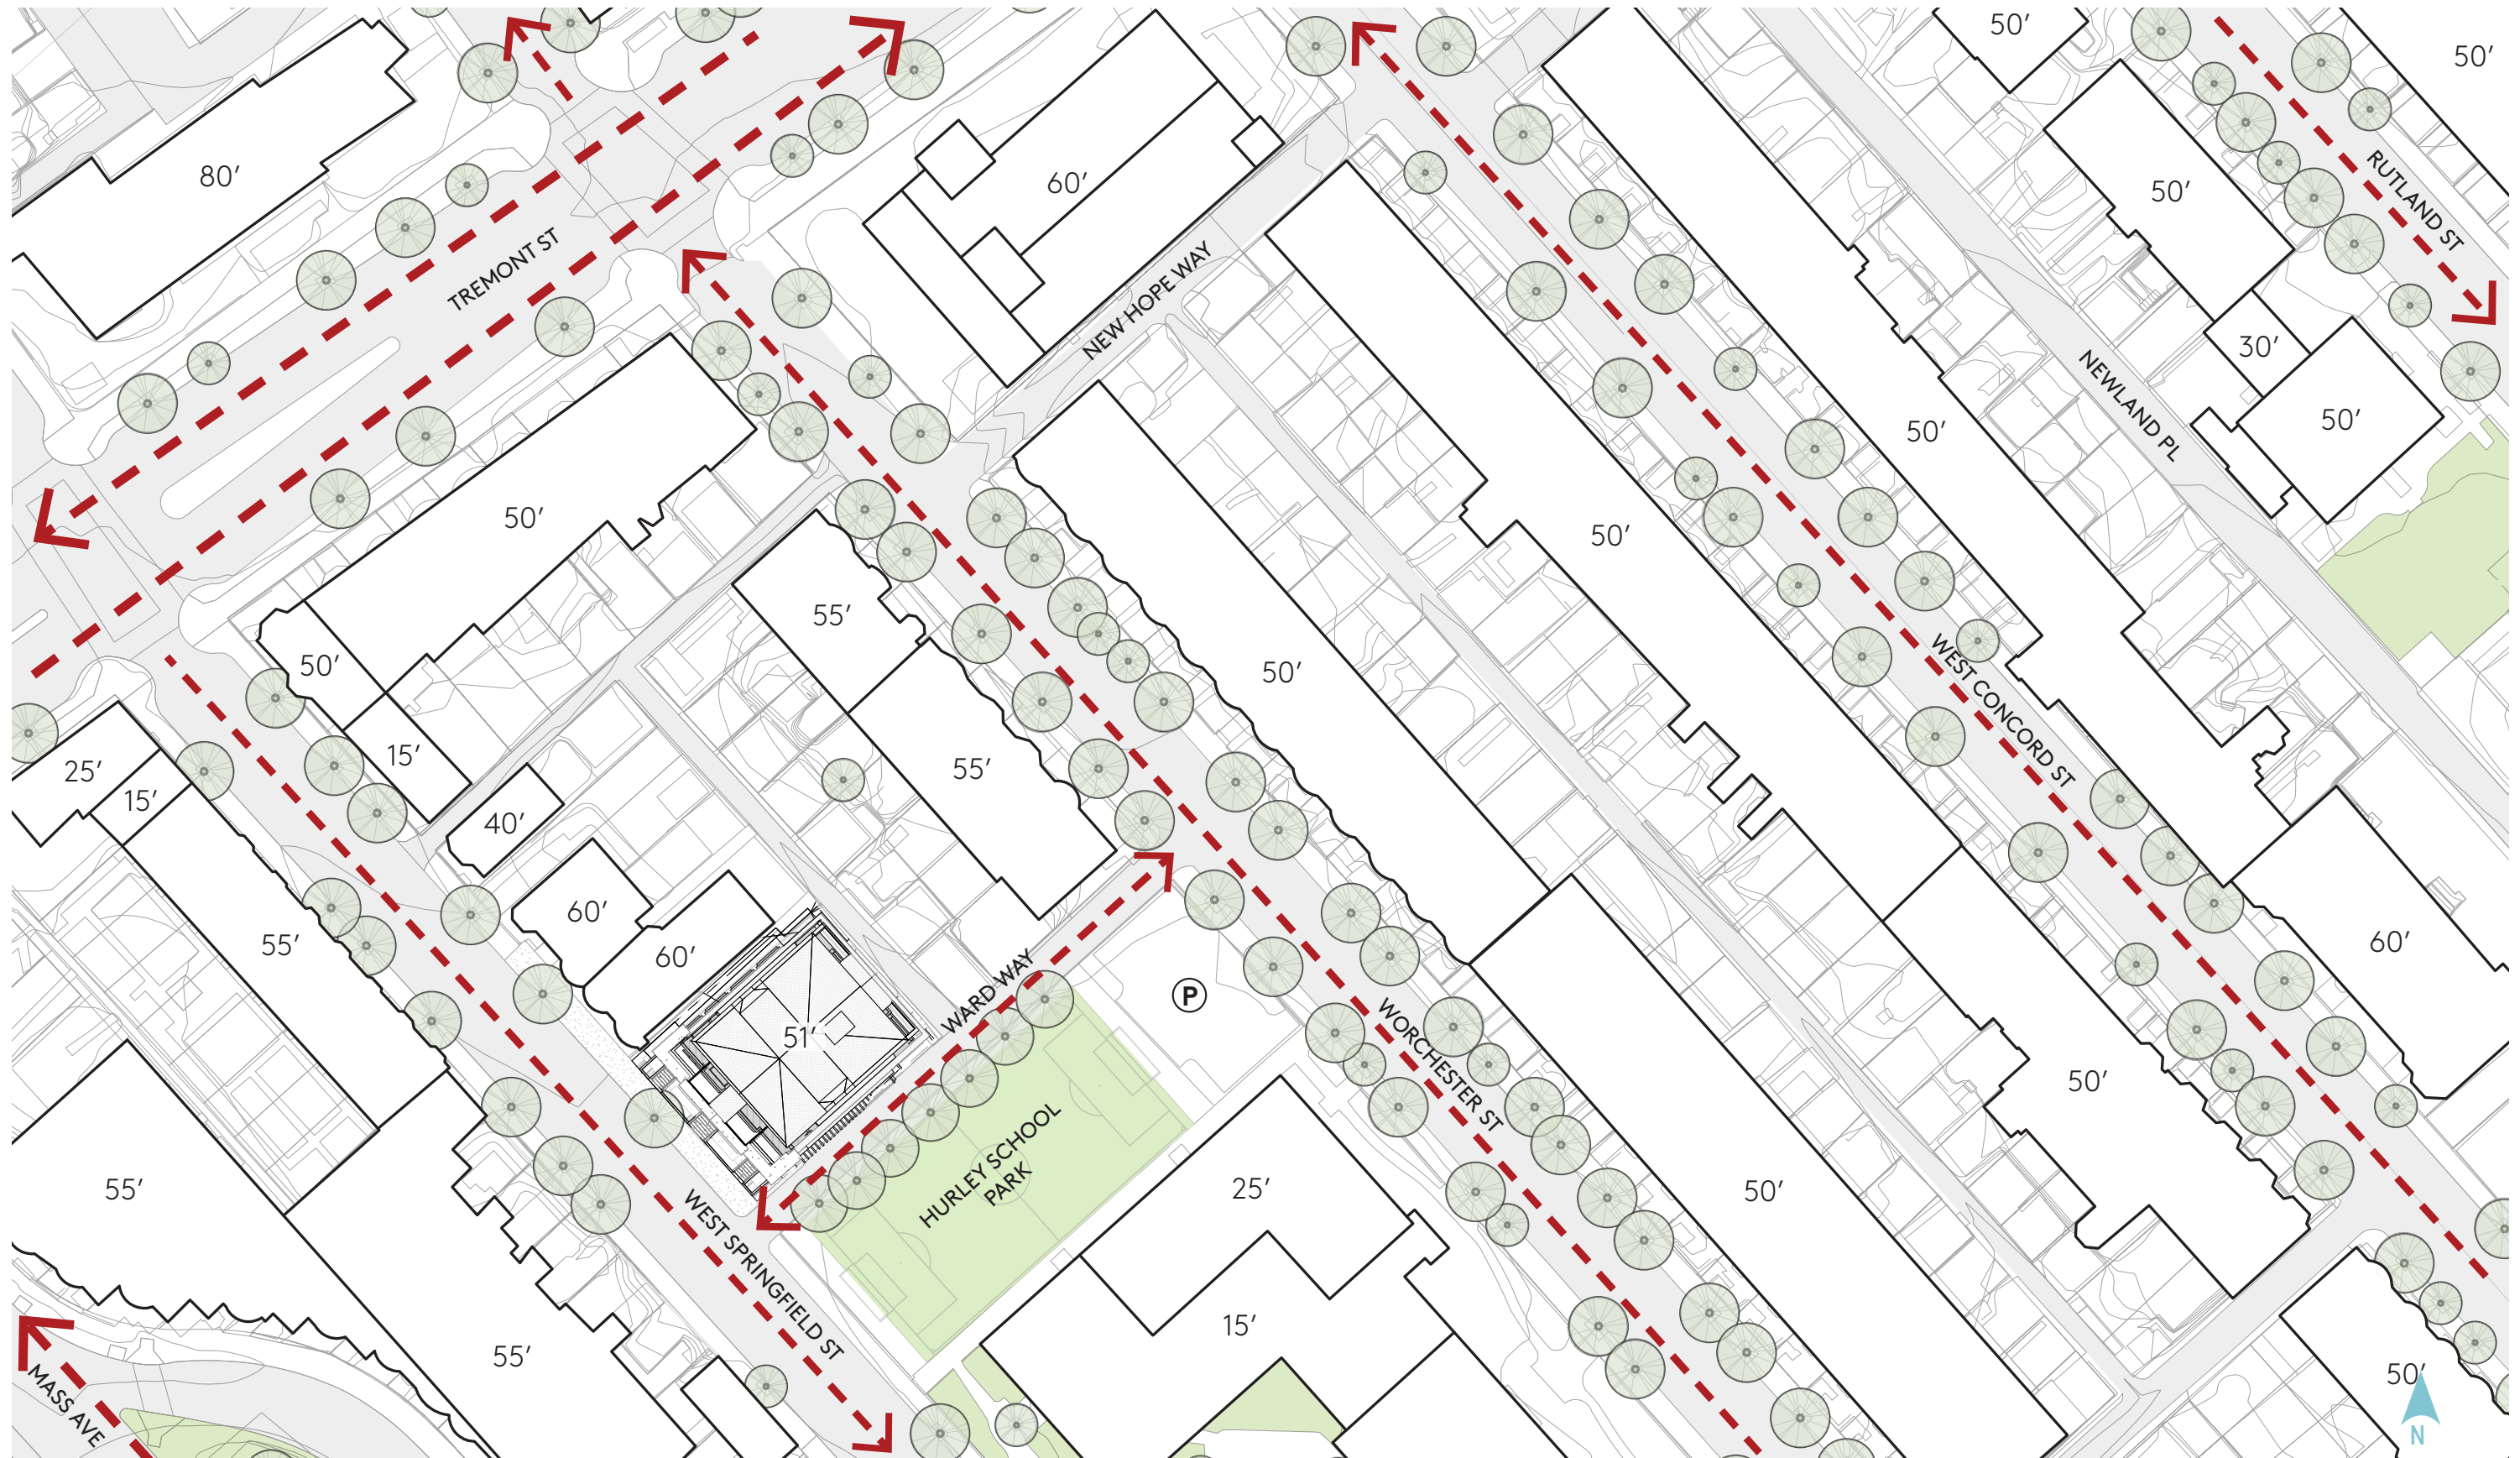 50′
50′
80′
60′
50′
RUTLAND ST
TREMONT ST
NEW HOPE WAY
30′
NEWLAND PL
50′
50′
50′
50′
55′
50′
50′
WEST CONCORD ST
25′
15′
15′
55′
40′
60′
60′
55′
60′
WARD WAY
P
51′
WORCHESTER ST
50′
HURLEY SCHOOL
PARK
55′
25′
50′
WEST SPRINGFIELD ST
15′
55′
50′
MASS AVE
N